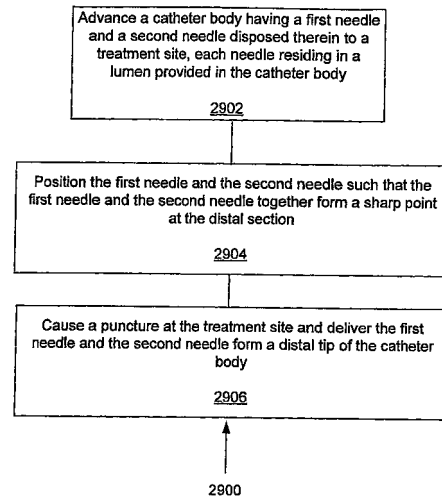 Advance a catheter body having a first needle
and a second needle disposed therein to a
treatment site, each needle residing in a
lumen provided in the catheter body
2902
Position the first needle and the second needle such that the
first needle and the second needle together form a sharp point
at the distal section
2904
Cause a puncture at the treatment site and deliver the first
needle and the second needle form a distal tip of the catheter
body
2906
2900